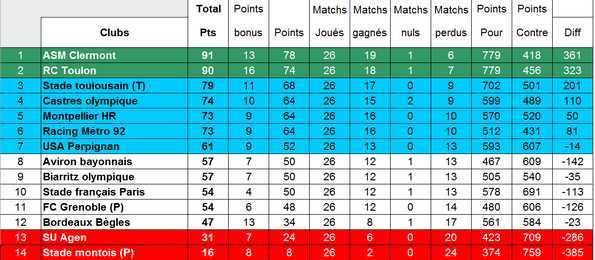 Total Points Matchs Matchs Matchs Matchs Points Points
Clubs Pts bonus Points Joués gagnés nuls perdus Pour Contre Diff
1 ASM Clermont 91 13 78 26 19 1 6 779 418 361
2 RC Toulon 90 16 74 26 18 1 7 779 456 323
3 Stade toulousain (T) 79 11 68 26 17 0 9 702 501 201
4 Castres olympique 74 10 64 26 15 2 9 599 489 110
5 Montpellier HR 73 9 64 26 16 0 10 570 520 50
6 Racing Métro 92 73 9 64 26 16 0 10 512 431 81
7 USA Perpignan 61 9 52 26 13 0 13 593 607 -14
8 Aviron bayonnais 57 7 50 26 12 1 13 467 609 -142
9 Biarritz olympique 57 7 50 26 12 1 13 505 540 -35
10 Stade français Paris 54 4 50 26 12 1 13 578 691 -113
11 FC Grenoble (P) 54 6 48 26 12 0 14 480 606 -126
12 Bordeaux Bègles 47 13 34 26 8 1 17 561 584 -23
13 SU Agen 31 7 24 26 6 0 20 423 709 -286
14 Stade montois (P) 16 8 8 26 2 0 24 374 759 -385